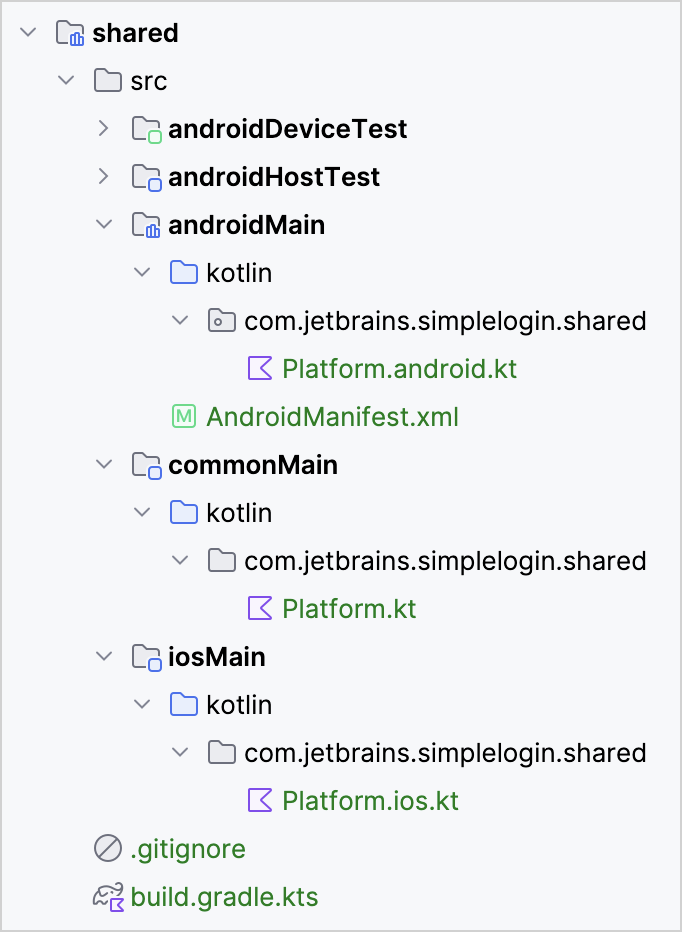 shared
src
androidDeviceTest
androidHostTest
androidMain
kotlin
com.jetbrains.simplelogin.shared
Platform.android.kt
M AndroidManifest.xml
commonMain
kotlin
com.jetbrains.simplelogin.shared
Platform.kt
iosMain
kotlin
com.jetbrains.simplelogin.shared
Platform.ios.kt
.gitignore
build.gradle.kts